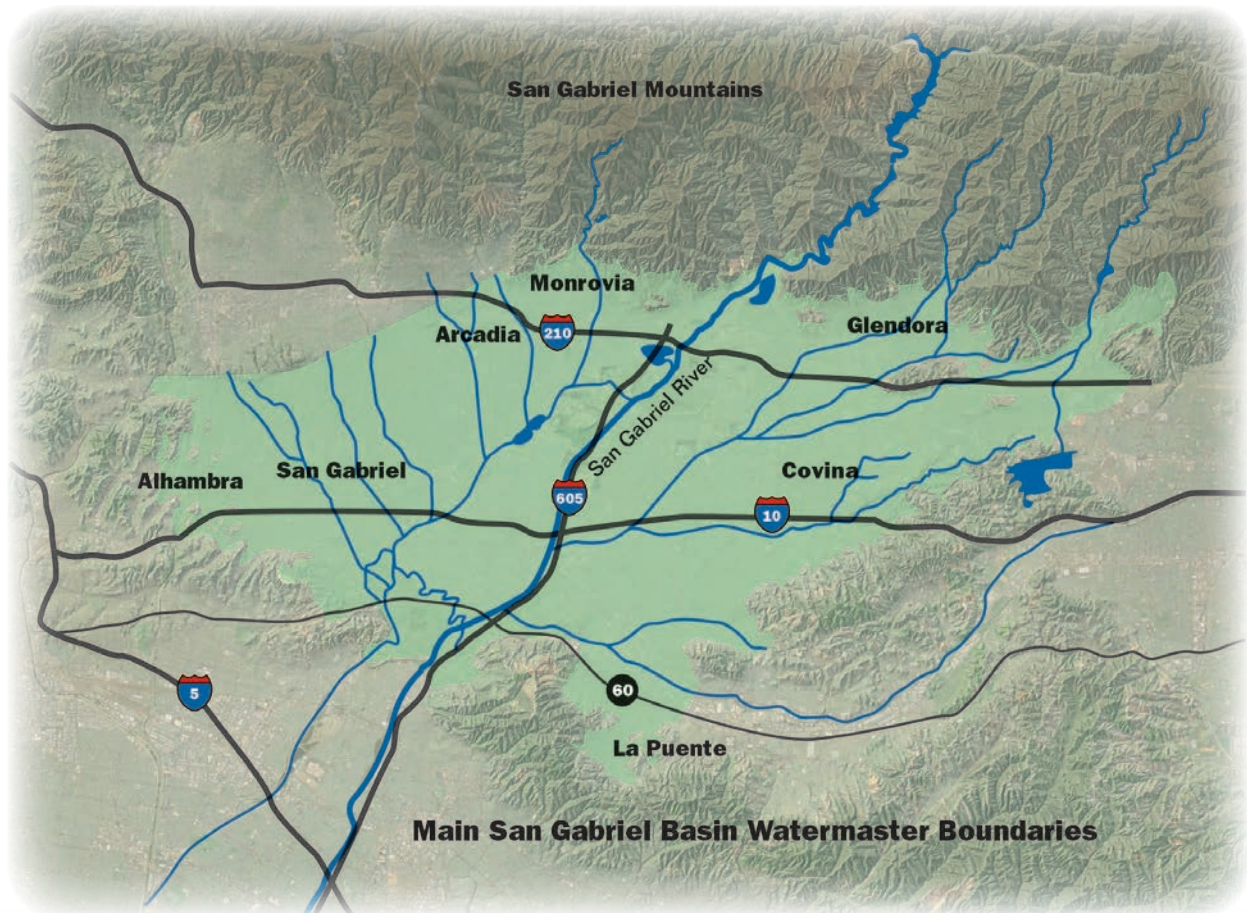 San Gabriel Mountains
Monrovia
Arcadia
210
Glendora
San Gabriel River
Alhambra
San Gabriel
Covina
605
10
5
60
La Puente
Main San Gabriel Basin Watermaster Boundaries